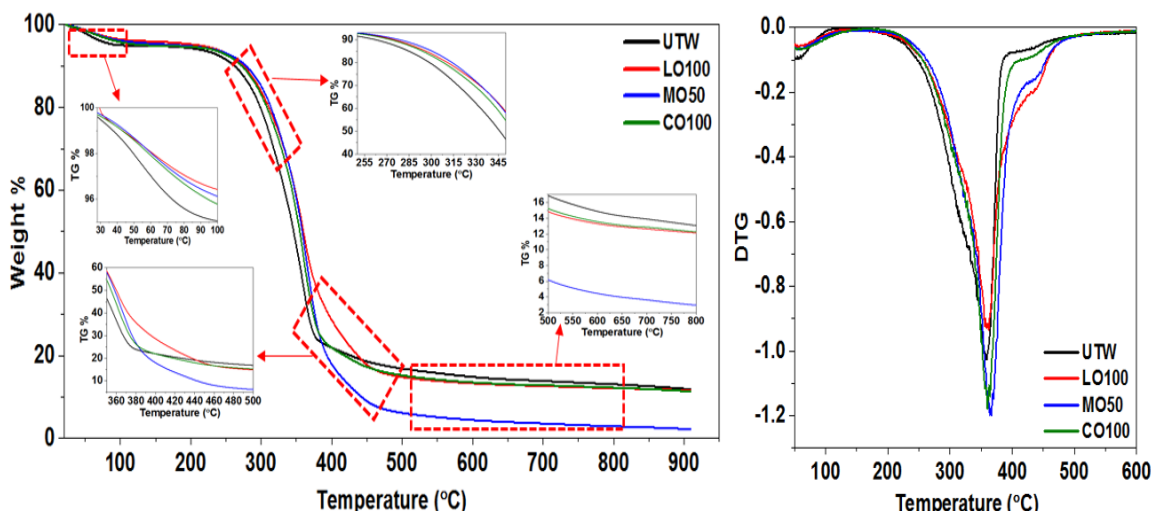 100
80
60
40
20
0
Weight %
100 200 300 400 500 600 700 800 900
Temperature (°C)
UTW
LO100
MO50
CO100
100
98
96
TG %
30 40 50 60 70 80 90 100
Temperature (°C)
90
80
70
60
50
40
TG %
255 270 285 300 315 330 345
Temperature (°C)
60
50
40
30
20
10
TG %
360 380 400 420 440 460 480 500
Temperature (°C)
16
14
12
10
8
6
4
2
TG %
500 550 600 650 700 750 800
Temperature (°C)
0.0
-0.2
-0.4
-0.6
-0.8
-1.0
-1.2
DTG
100 200 300 400 500 600
Temperature (°C)
UTW
LO100
MO50
CO100